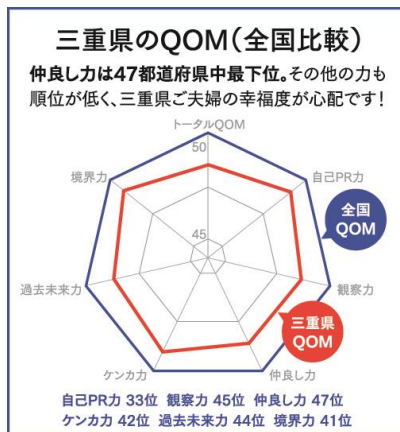 三重県のQOM（全国比較）
仲良し力は47都道府県中最下位。その他の力も
順位が低く、三重県ご夫婦の幸福度が心配です！
トータルQOM
50
境界力
自己PR力
全国
QOM
45
過去未来力
観察力
三重県
QOM
ケンカ力
仲良し力
自己PR力 33位 観察力 45位 仲良し力 47位
ケンカ力 42位 過去未来力 44位 境界力 41位